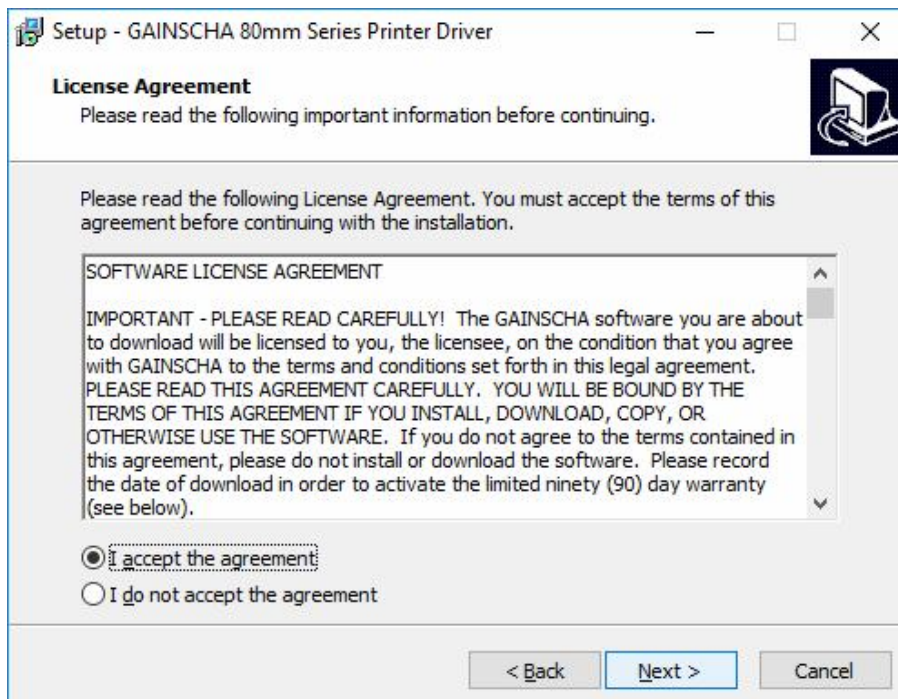 Setup - GAINSCHA 80mm Series Printer Driver
License Agreement
Please read the following important information before continuing.
Please read the following License Agreement. You must accept the terms of this
agreement before continuing with the installation.
SOFTWARE LICENSE AGREEMENT
IMPORTANT - PLEASE READ CAREFULLY!  The GAINSCHA software you are about
to download will be licensed to you, the licensee, on the condition that you agree
with GAINSCHA to the terms and conditions set forth in this legal agreement.
PLEASE READ THIS AGREEMENT CAREFULLY.  YOU WILL BE BOUND BY THE
TERMS OF THIS AGREEMENT IF YOU INSTALL, DOWNLOAD, COPY, OR
OTHERWISE USE THE SOFTWARE.  If you do not agree to the terms contained in
this agreement, please do not install or download the software.  Please record
the date of download in order to activate the limited ninety (90) day warranty
(see below).
I accept the agreement
I do not accept the agreement
< Back
Next >
Cancel